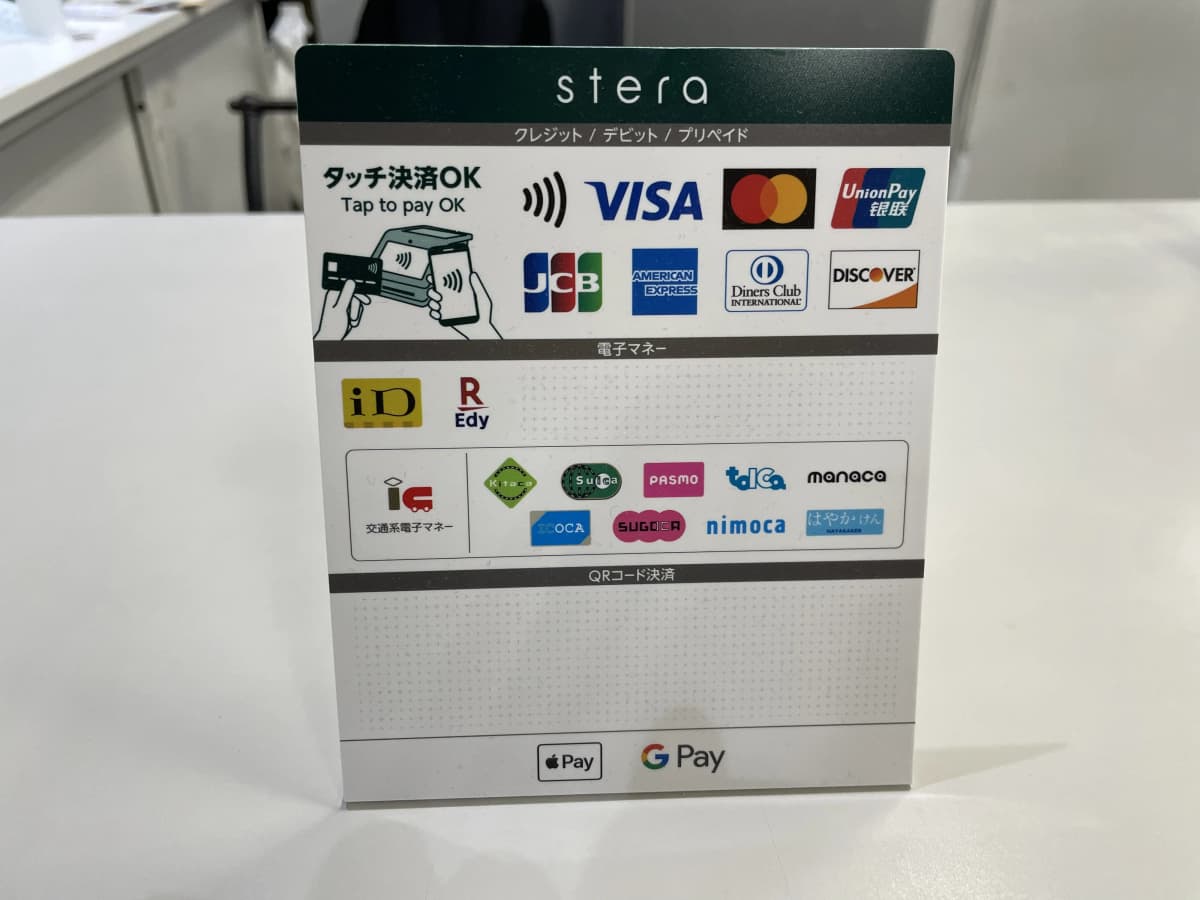 stera
クレジット / デビット / プリペイド
タッチ決済OK
Tap to pay OK
VISA
UnionPay
银联
JCB
AMERICAN
EXPRESS
Diners Club
INTERNATIONAL
DISCOVER
電子マネー
iD
R
Edy
交通系電子マネー
Kitaca
Suica
PASMO
toica
manaca
ICOCA
SUGOCA
nimoca
はやかけん
HAYAKAKEN
QRコード決済
Pay
G Pay